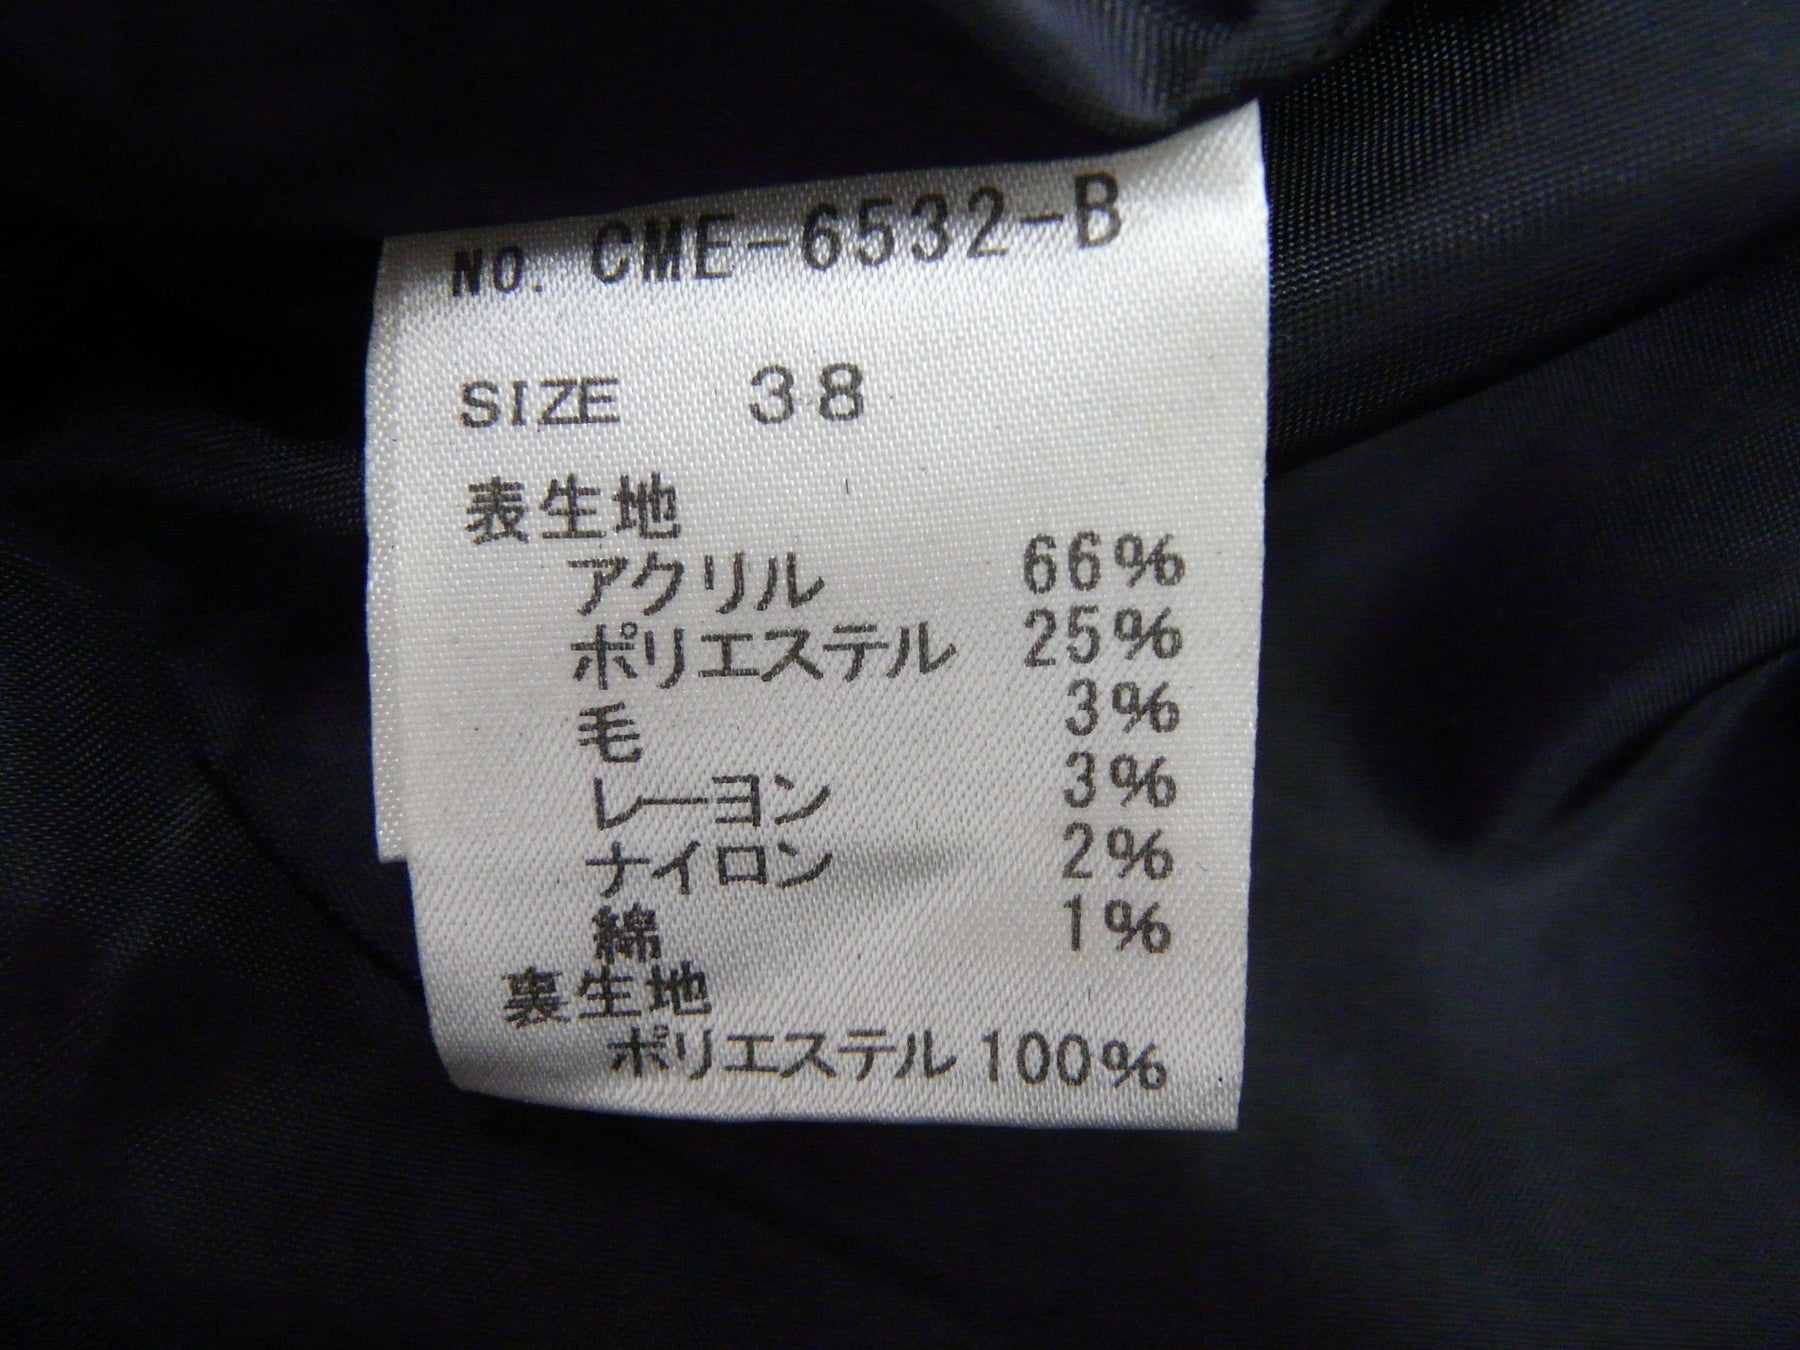 NO. CME-6532-B
SIZE 38
表生地
アクリル 66%
ポリエステル 25%
毛 3%
レーヨン 3%
ナイロン 2%
綿 1%
裏生地
ポリエステル 100%